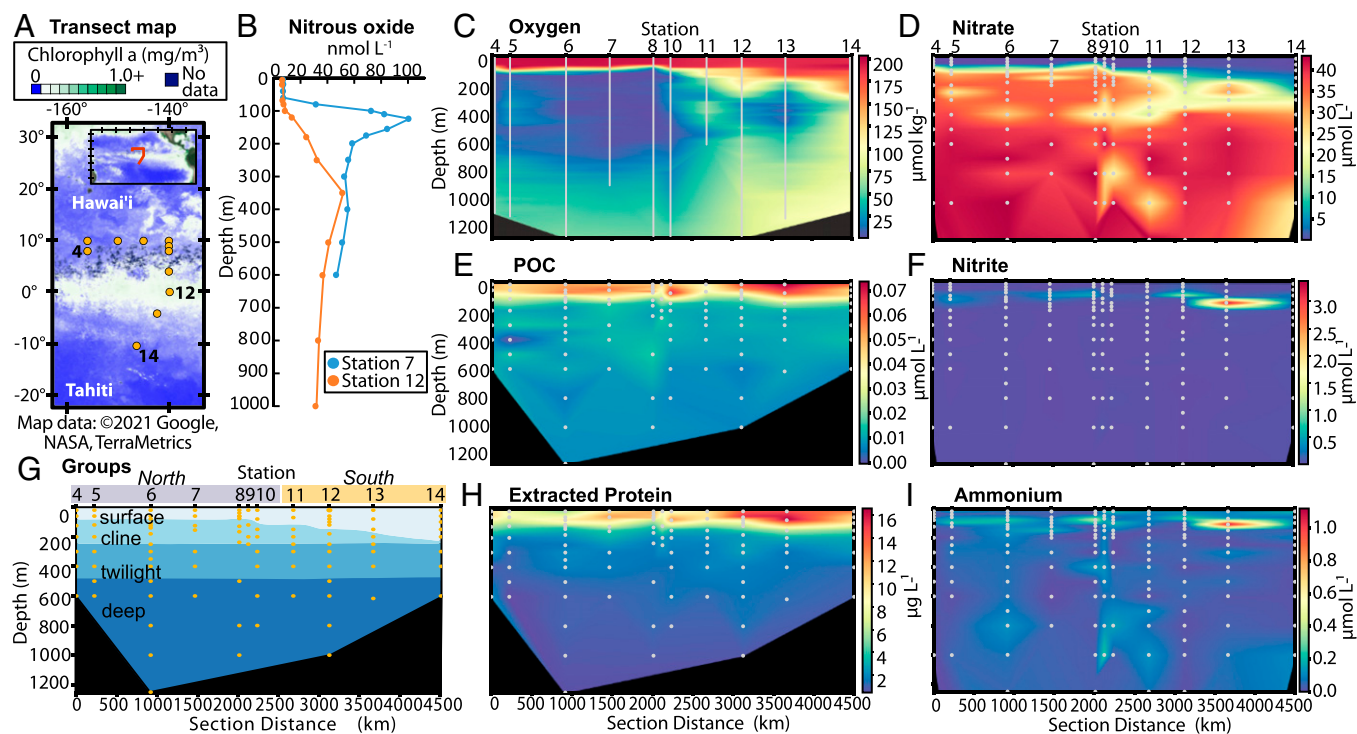 A Transect map
Chlorophyll a (mg/m³)
0 1.0+ No data
-160° -140°
30°
20°
10°
0°
-10°
-20°
Hawai'i
4
12
14
Tahiti
Map data: ©2021 Google,
NASA, TerraMetrics
B Nitrous oxide
nmol L⁻¹
0 20 40 60 80 100
Depth (m)
0
100
200
300
400
500
600
700
800
900
1000
Station 7
Station 12
C Oxygen
Station
4 5 6 7 8 10 11 12 13 14
Depth (m)
0
200
400
600
800
1000
1200
200
175
150
125
100
75
50
25
µmol kg-
D Nitrate
Station
4 5 6 7 8 9 10 11 12 13 14
40
35
30
25
20
15
10
5
µmol L-
E POC
Depth (m)
0
200
400
600
800
1000
1200
0.07
0.06
0.05
0.04
0.03
0.02
0.01
0.00
µmol L-
F Nitrite
3.0
2.5
2.0
1.5
1.0
0.5
µmol L-
G Groups
North Station South
4 5 6 7 8 9 10 11 12 13 14
surface
cline
twilight
deep
Depth (m)
0
200
400
600
800
1000
1200
0 500 1000 1500 2000 2500 3000 3500 4000 4500
Section Distance (km)
H Extracted Protein
Depth (m)
0
200
400
600
800
1000
1200
0 500 1000 1500 2000 2500 3000 3500 4000 4500
Section Distance (km)
16
14
12
10
8
6
4
2
µg L⁻¹
I Ammonium
0 500 1000 1500 2000 2500 3000 3500 4000 4500
Section Distance (km)
1.0
0.8
0.6
0.4
0.2
0.0
µmol L⁻¹